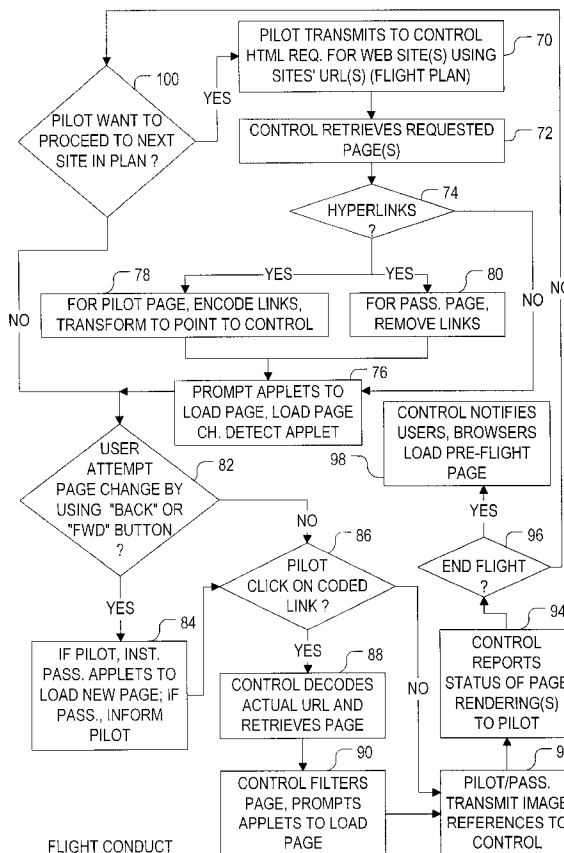 PILOT TRANSMITS TO CONTROL
HTML REQ. FOR WEB SITE(S) USING
SITES' URL(S) (FLIGHT PLAN)
70
100
PILOT WANT TO
PROCEED TO NEXT
SITE IN PLAN ?
YES
CONTROL RETRIEVES REQUESTED
PAGE(S)
72
HYPERLINKS
?
74
78
YES
YES
80
NO
NO
FOR PILOT PAGE, ENCODE LINKS,
TRANSFORM TO POINT TO CONTROL
FOR PASS. PAGE,
REMOVE LINKS
NO
76
PROMPT APPLETS TO
LOAD PAGE, LOAD PAGE
CH. DETECT APPLET
CONTROL NOTIFIES
USERS, BROWSERS
LOAD PRE-FLIGHT
PAGE
98
USER
ATTEMPT
PAGE CHANGE BY
USING "BACK" OR
"FWD" BUTTON
?
82
NO
YES
86
PILOT
CLICK ON CODED
LINK ?
96
END FLIGHT
?
YES
84
YES
94
IF PILOT, INST.
PASS. APPLETS TO
LOAD NEW PAGE; IF
PASS., INFORM
PILOT
88
CONTROL DECODES
ACTUAL URL AND
RETRIEVES PAGE
NO
CONTROL
REPORTS
STATUS OF PAGE
RENDERING(S)
TO PILOT
90
CONTROL FILTERS
PAGE, PROMPTS
APPLETS TO LOAD
PAGE
9
PILOT/PASS.
TRANSMIT IMAGE
REFERENCES TO
CONTROL
FLIGHT CONDUCT